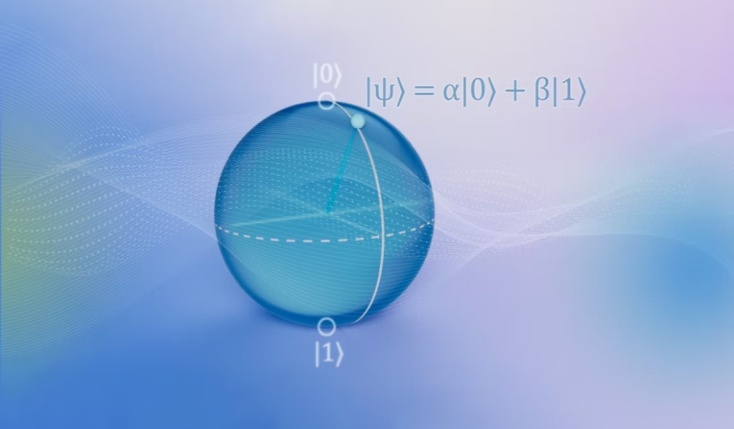 |0⟩
|ψ⟩ = α|0⟩ + β|1⟩
|1⟩